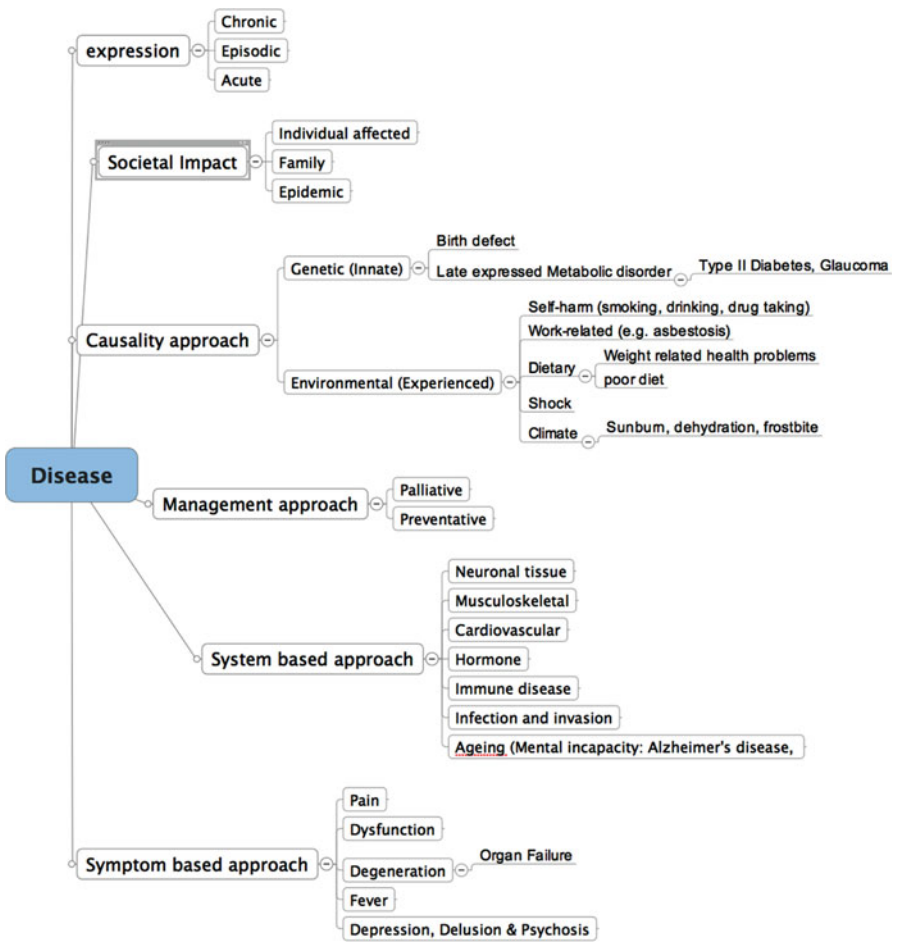 expression
Chronic
Episodic
Acute
Societal Impact
Individual affected
Family
Epidemic
Causality approach
Genetic (Innate)
Birth defect
Late expressed Metabolic disorder
Type II Diabetes, Glaucoma
Environmental (Experienced)
Self-harm (smoking, drinking, drug taking)
Work-related (e.g. asbestosis)
Dietary
Weight related health problems
poor diet
Shock
Climate
Sunburn, dehydration, frostbite
Disease
Management approach
Palliative
Preventative
System based approach
Neuronal tissue
Musculoskeletal
Cardiovascular
Hormone
Immune disease
Infection and invasion
Ageing (Mental incapacity: Alzheimer's disease,
Symptom based approach
Pain
Dysfunction
Degeneration
Organ Failure
Fever
Depression, Delusion & Psychosis